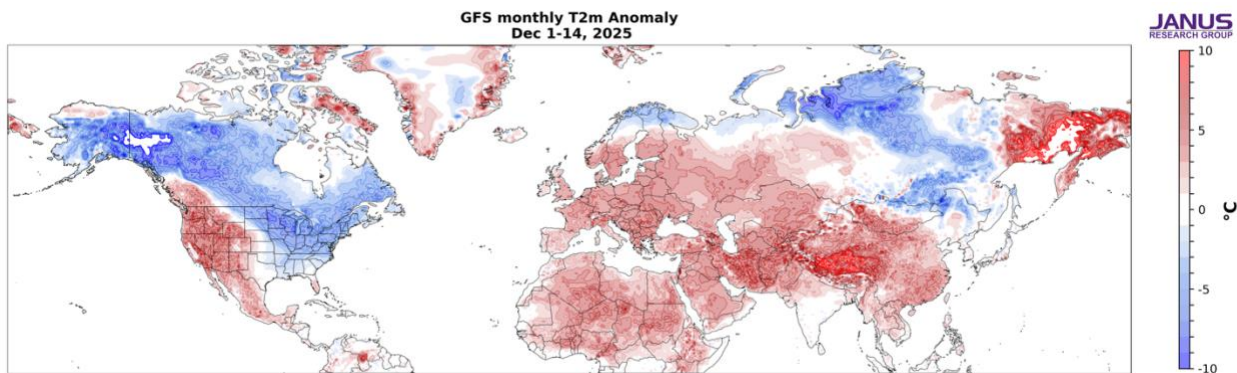 GFS monthly T2m Anomaly
Dec 1-14, 2025
JANUS
RESEARCH GROUP
10
5
0
-5
-10
°C